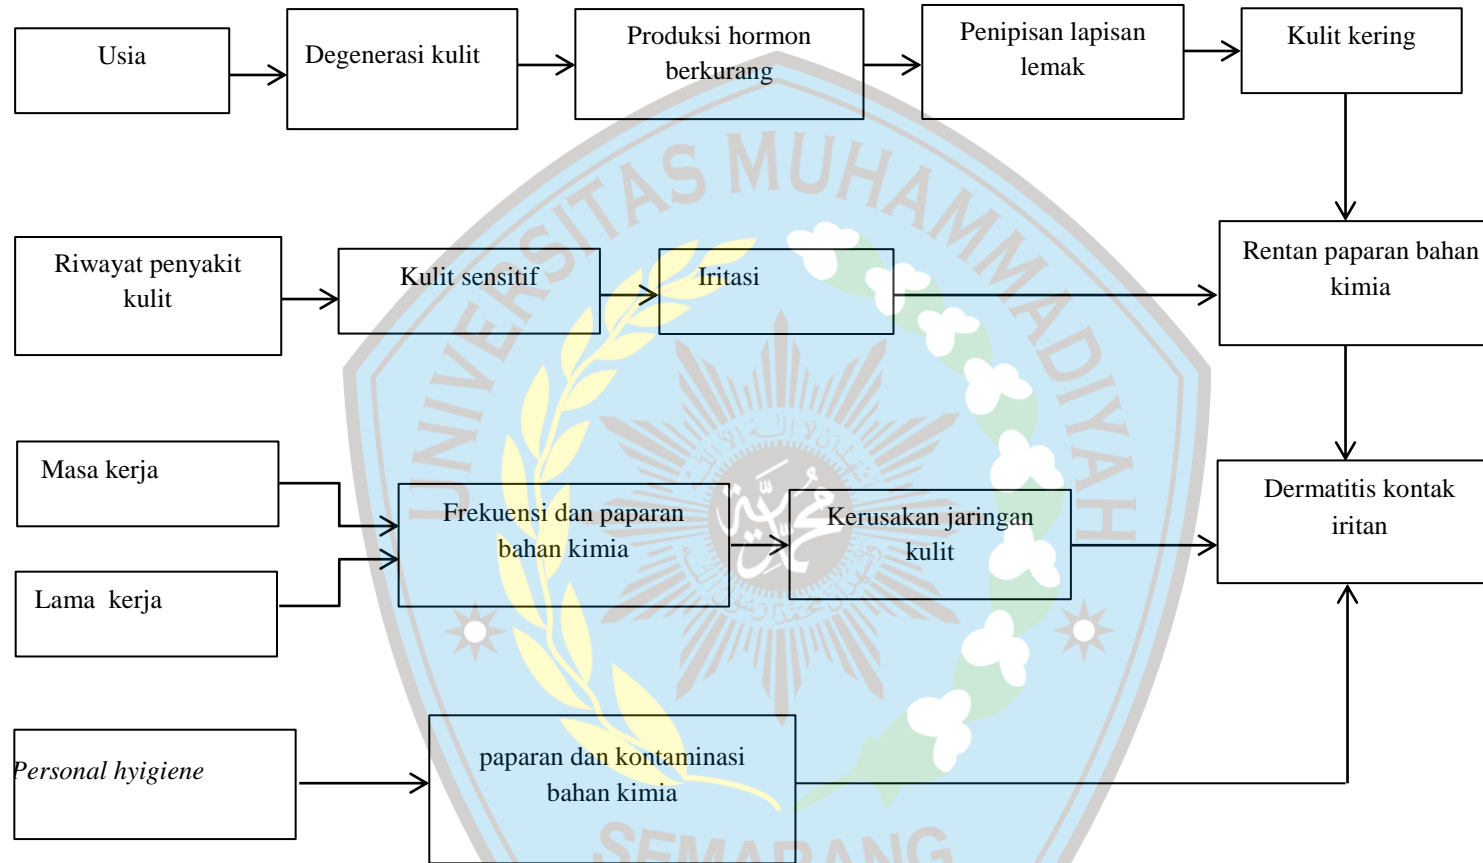 Usia
Degenerasi kulit
Produksi hormon
berkurang
Penipisan lapisan
lemak
Kulit kering
Riwayat penyakit
kulit
Kulit sensitif
Iritasi
Rentan paparan bahan
kimia
Masa kerja
Frekuensi dan paparan
bahan kimia
Kerusakan jaringan
kulit
Dermatitis kontak
iritan
Lama kerja
Personal hyigiene
paparan dan kontaminasi
bahan kimia
UNIVERSITAS MUHAMMADIYAH
SEMARANG